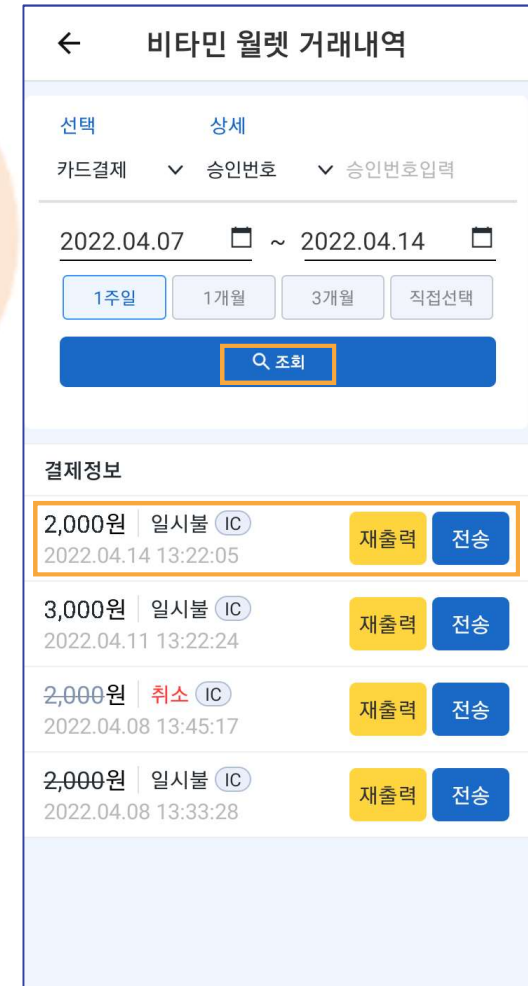 비타민 월렛 거래내역
선택 상세
카드결제 승인번호 승인번호입력
2022.04.07 ~ 2022.04.14
1주일 1개월 3개월 직접선택
조회
결제정보
2,000원 일시불 IC 재출력 전송
2022.04.14 13:22:05
3,000원 일시불 IC 재출력 전송
2022.04.11 13:22:24
2,000원 취소 IC 재출력 전송
2022.04.08 13:45:17
2,000원 일시불 IC 재출력 전송
2022.04.08 13:33:28